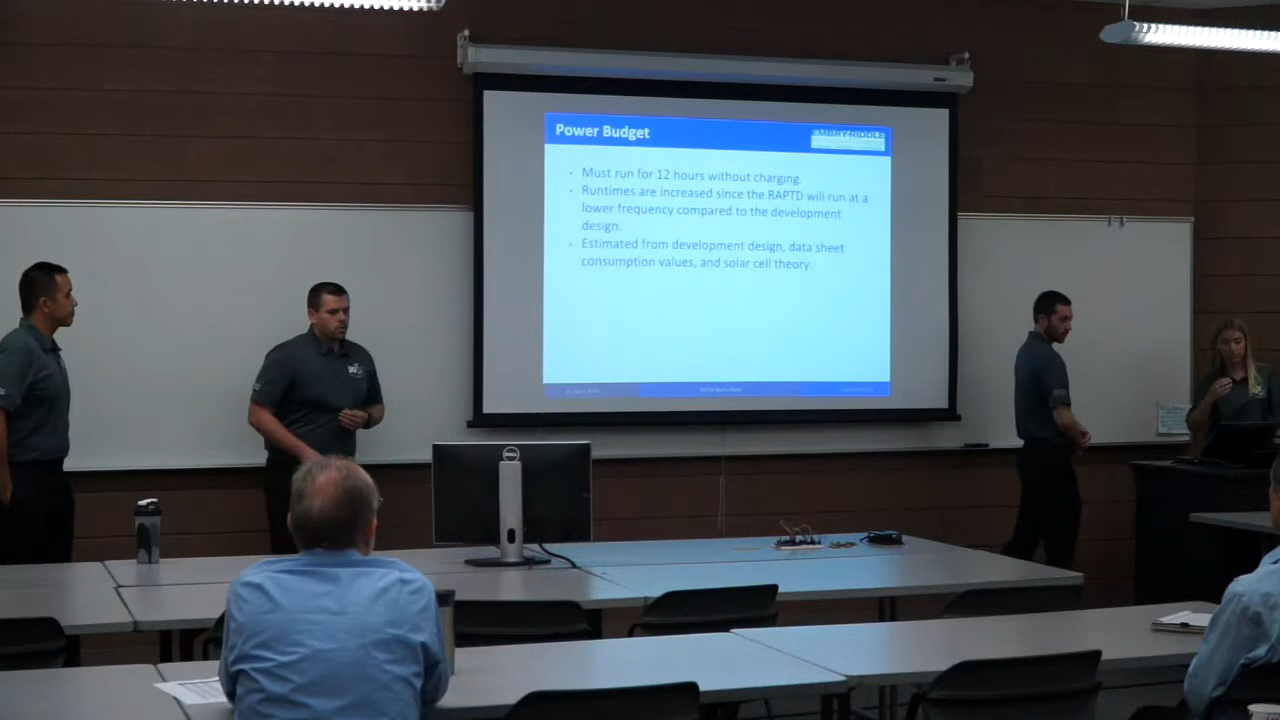 Power Budget
EMBRY-RIDDLE
- Must run for 12 hours without charging.
- Runtimes are increased since the RAPTD will run at a
lower frequency compared to the development
design.
- Estimated from development design, data sheet
consumption values, and solar cell theory.
DELL